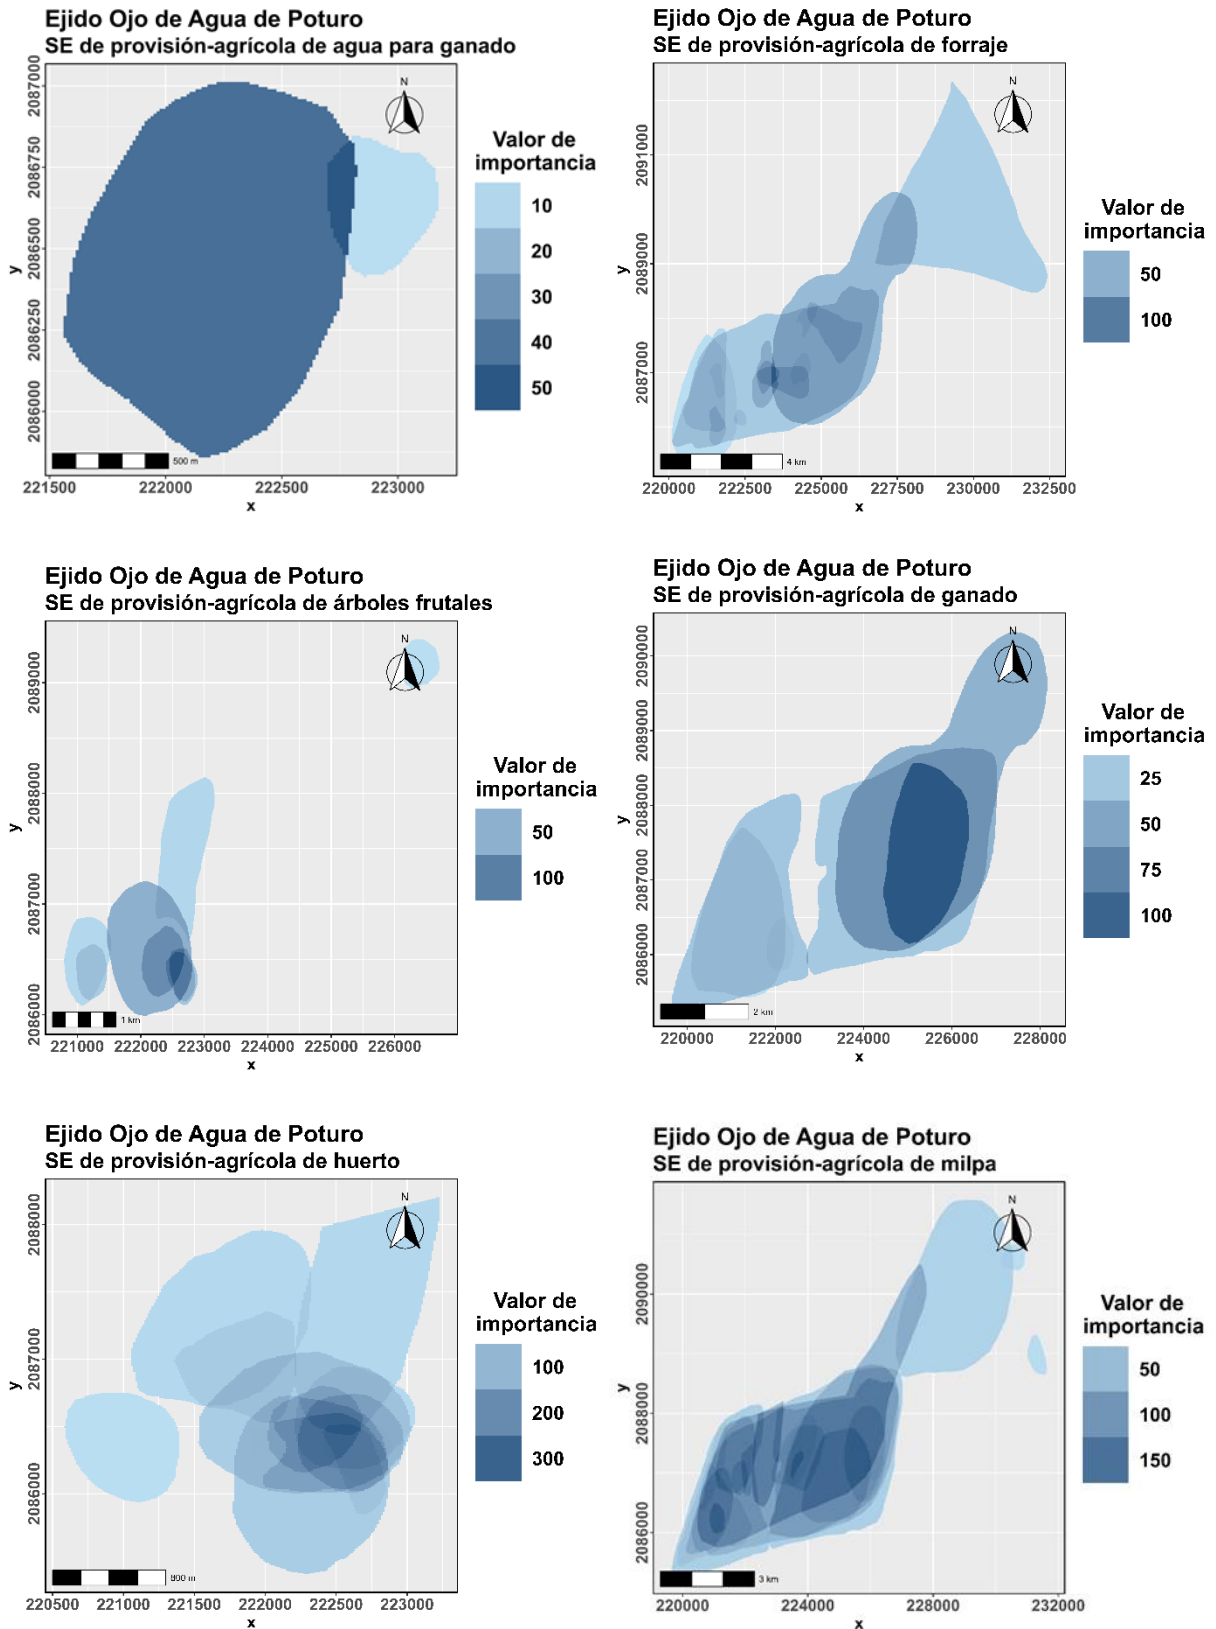 Ejido Ojo de Agua de Poturo
SE de provisión-agrícola de agua para ganado
N
2087000
2086750
2086500
2086250
2086000
y
500 m
221500 222000 222500 223000
x
Valor de
importancia
10
20
30
40
50
Ejido Ojo de Agua de Poturo
SE de provisión-agrícola de forraje
N
2091000
2089000
2087000
y
4 km
220000 222500 225000 227500 230000 232500
x
Valor de
importancia
50
100
Ejido Ojo de Agua de Poturo
SE de provisión-agrícola de árboles frutales
N
2089000
2088000
2087000
2086000
y
1 km
221000 222000 223000 224000 225000 226000
x
Valor de
importancia
50
100
Ejido Ojo de Agua de Poturo
SE de provisión-agrícola de ganado
N
2090000
2089000
2088000
2087000
2086000
y
2 km
220000 222000 224000 226000 228000
x
Valor de
importancia
25
50
75
100
Ejido Ojo de Agua de Poturo
SE de provisión-agrícola de huerto
N
2088000
2087000
2086000
y
800 m
220500 221000 221500 222000 222500 223000
x
Valor de
importancia
100
200
300
Ejido Ojo de Agua de Poturo
SE de provisión-agrícola de milpa
N
2090000
2088000
2086000
y
3 km
220000 224000 228000 232000
x
Valor de
importancia
50
100
150